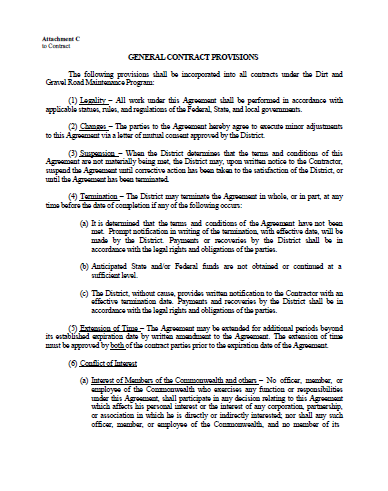 Attachment C
to Contract
GENERAL CONTRACT PROVISIONS
The following provisions shall be incorporated into all contracts under the Dirt and
Gravel Road Maintenance Program:
(1) Legality – All work under this Agreement shall be performed in accordance with
applicable statues, rules, and regulations of the Federal, State, and local governments.
(2) Changes – The parties to the Agreement hereby agree to execute minor adjustments
to this Agreement via a letter of mutual consent approved by the District.
(3) Suspension – When the District determines that the terms and conditions of this
Agreement are not materially being met, the District may, upon written notice to the Contractor,
suspend the Agreement until corrective action has been taken to the satisfaction of the District, or
until the Agreement has been terminated.
(4) Termination – The District may terminate the Agreement in whole, or in part, at any
time before the date of completion if any of the following occurs:
(a) It is determined that the terms and conditions of the Agreement have not been
met. Prompt notification in writing of the termination, with effective date, will be
made by the District. Payments or recoveries by the District shall be in
accordance with the legal rights and obligations of the parties.
(b) Anticipated State and/or Federal funds are not obtained or continued at a
sufficient level.
(c) The District, without cause, provides written notification to the Contractor with an
effective termination date. Payments and recoveries by the District shall be in
accordance with the legal rights and obligations of the parties.
(5) Extension of Time – The Agreement may be extended for additional periods beyond
its established expiration date by written amendment to the Agreement. The extension of time
must be approved by both of the contract parties prior to the expiration date of the Agreement.
(6) Conflict of Interest
(a) Interest of Members of the Commonwealth and others – No officer, member, or
employee of the Commonwealth who exercises any function or responsibilities
under this Agreement, shall participate in any decision relating to this Agreement
which affects his personal interest or the interest of any corporation, partnership,
or association in which he is directly or indirectly interested; nor shall any such
officer, member, or employee of the Commonwealth, and no member of its